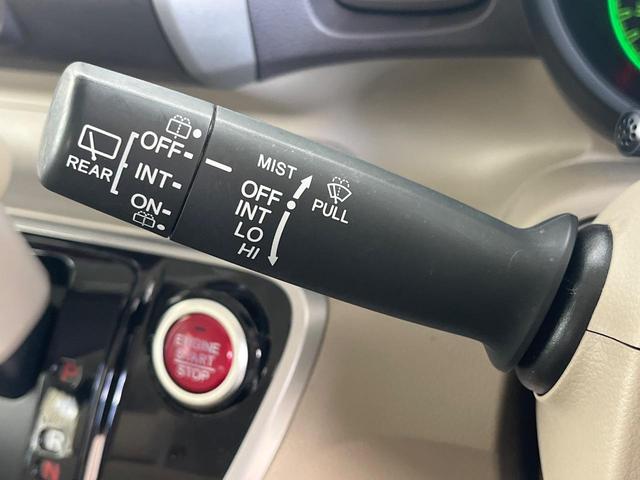 REAR
OFF
INT
ON
MIST
OFF
INT
LO
HI
PULL
ENGINE
START
STOP
P
R
N